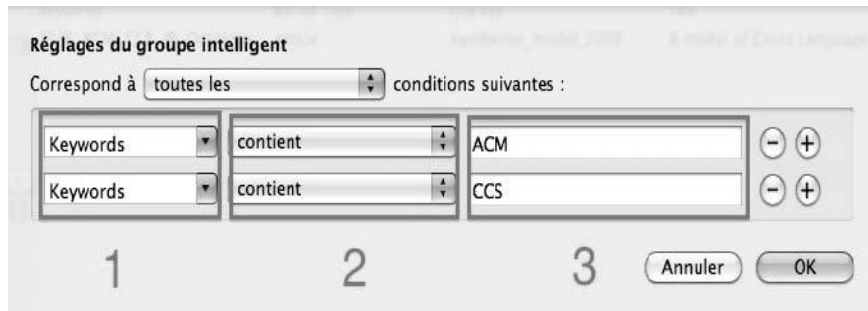 Réglages du groupe intelligent
Correspond à toutes les conditions suivantes :
Keywords contient ACM
Keywords contient CCS
1 2 3 Annuler OK